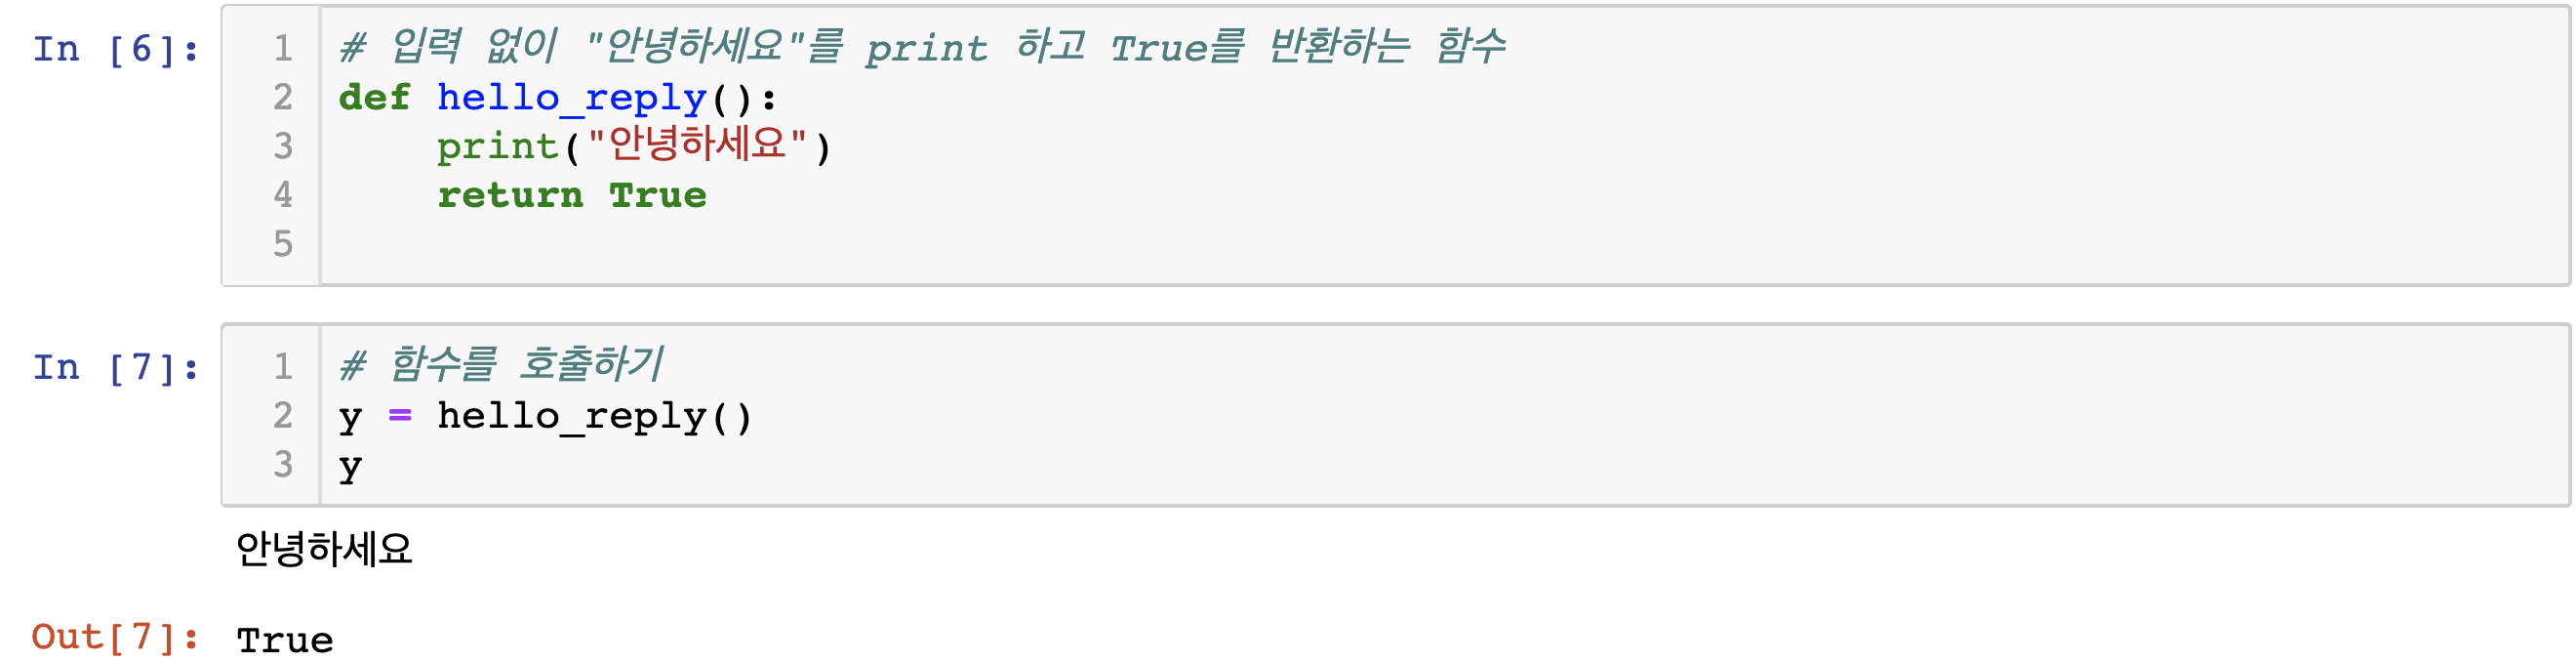 In [6]:
1 # 입력 없이 "안녕하세요"를 print 하고 True를 반환하는 함수
2 def hello_reply():
3     print("안녕하세요")
4     return True
5
In [7]:
1 # 함수를 호출하기
2 y = hello_reply()
3 y
안녕하세요
Out[7]: True